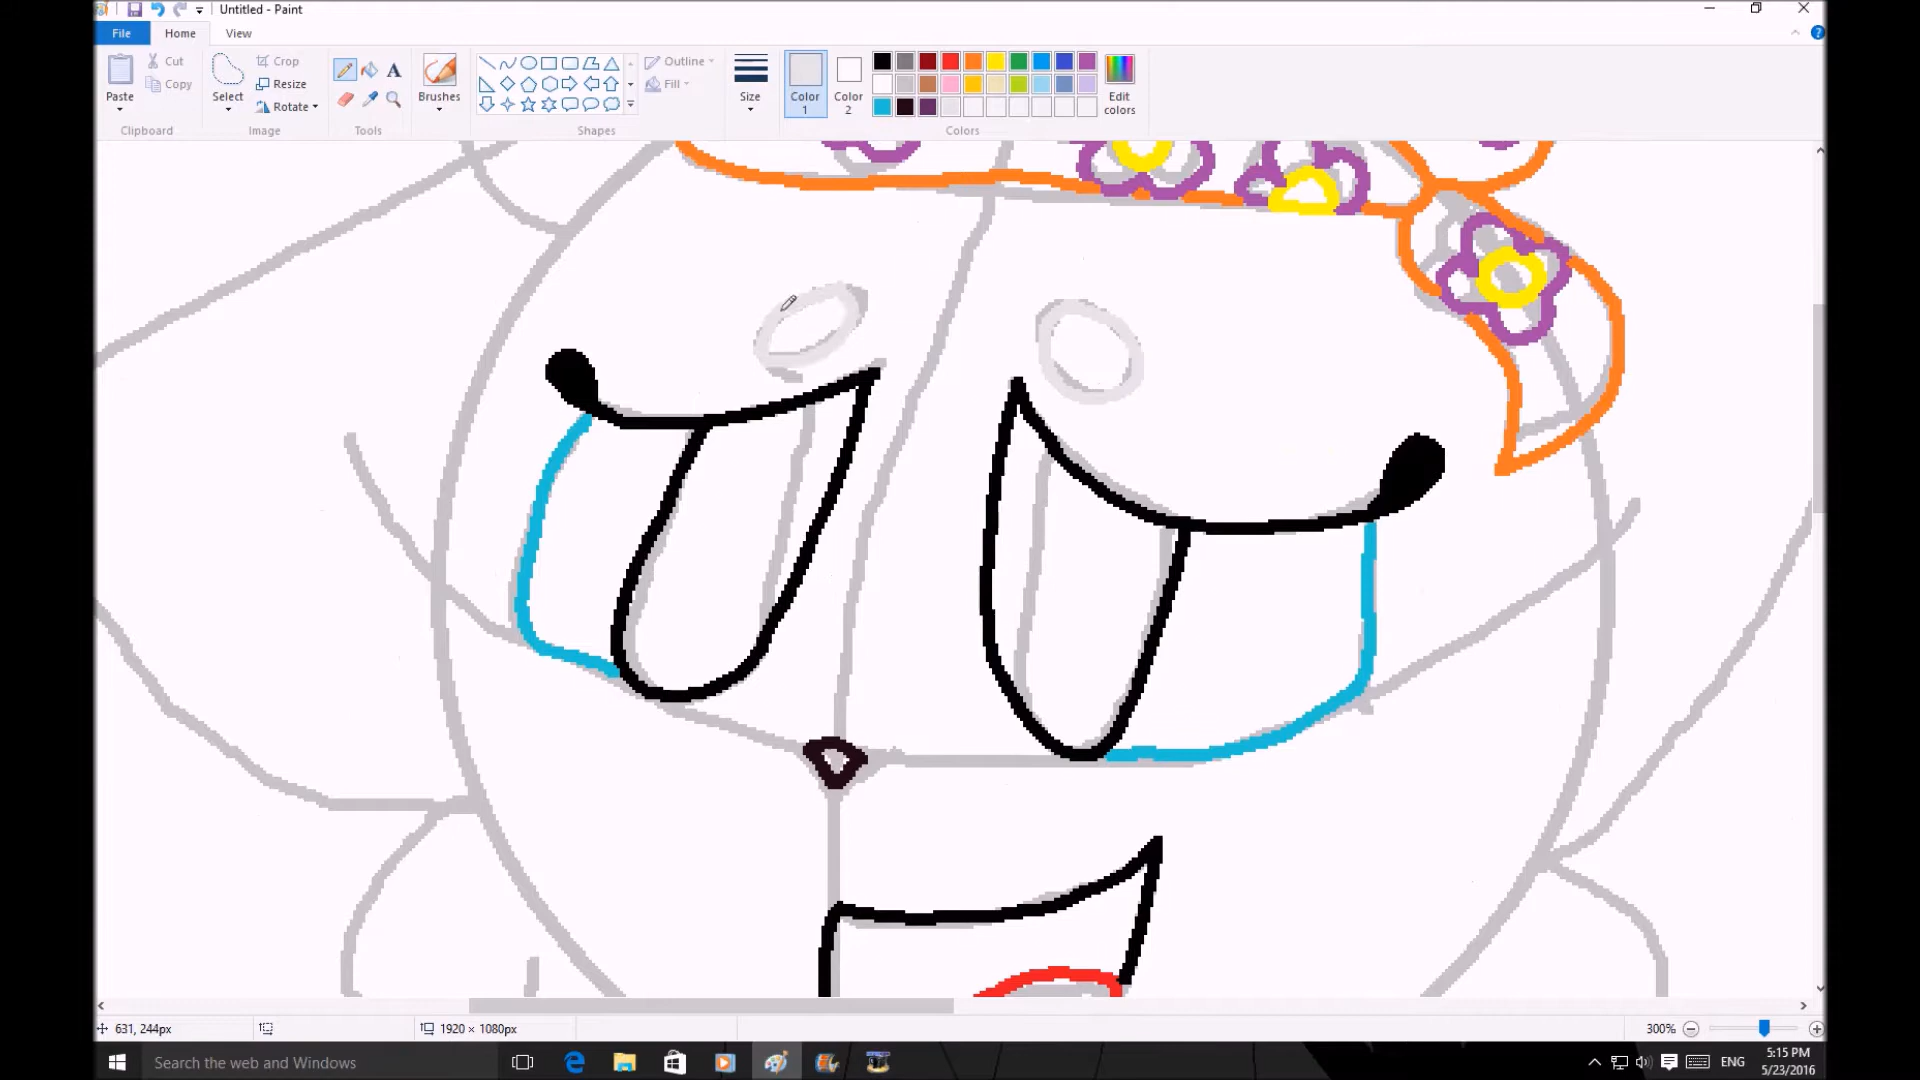 Untitled - Paint
File Home View
Paste
Cut
Copy
Clipboard
Select
Crop
Resize
Rotate
Image
A
Tools
Brushes
Outline
Fill
Shapes
Size
Color 1
Color 2
Edit colors
Colors
631, 244px
1920 × 1080px
300%
Search the web and Windows
ENG
5:15 PM
5/23/2016